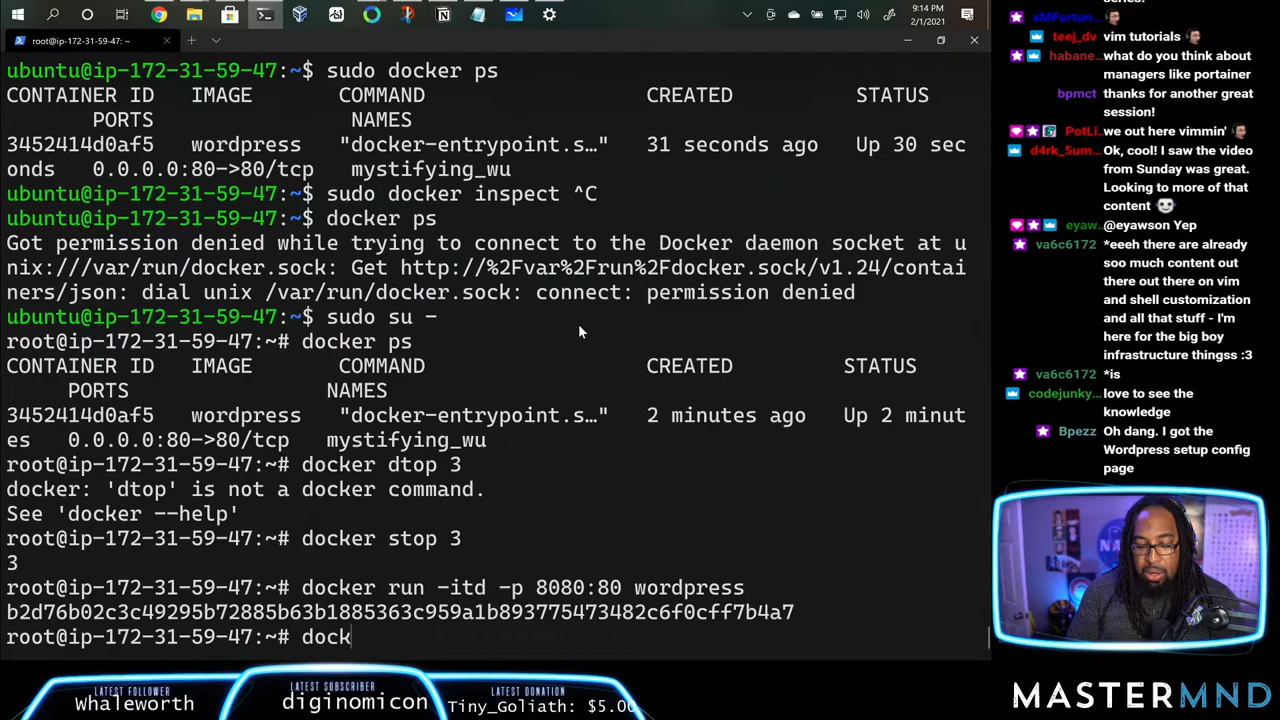 9:14 PM
2/1/2021
root@ip-172-31-59-47: ~
ubuntu@ip-172-31-59-47:~$ sudo docker ps
CONTAINER ID   IMAGE       COMMAND                  CREATED          STATUS
       PORTS                NAMES
3452414d0af5   wordpress   "docker-entrypoint.s…"   31 seconds ago   Up 30 sec
onds   0.0.0.0:80->80/tcp   mystifying_wu
ubuntu@ip-172-31-59-47:~$ sudo docker inspect ^C
ubuntu@ip-172-31-59-47:~$ docker ps
Got permission denied while trying to connect to the Docker daemon socket at u
nix:///var/run/docker.sock: Get http://%2Fvar%2Frun%2Fdocker.sock/v1.24/contai
ners/json: dial unix /var/run/docker.sock: connect: permission denied
ubuntu@ip-172-31-59-47:~$ sudo su -
root@ip-172-31-59-47:~# docker ps
CONTAINER ID   IMAGE       COMMAND                  CREATED         STATUS
     PORTS                NAMES
3452414d0af5   wordpress   "docker-entrypoint.s…"   2 minutes ago   Up 2 minut
es   0.0.0.0:80->80/tcp   mystifying_wu
root@ip-172-31-59-47:~# docker dtop 3
docker: 'dtop' is not a docker command.
See 'docker --help'
root@ip-172-31-59-47:~# docker stop 3
3
root@ip-172-31-59-47:~# docker run -itd -p 8080:80 wordpress
b2d76b02c3c49295b72885b63b1885363c959a1b893775473482c6f0cff7b4a7
root@ip-172-31-59-47:~# dock
xMFortun...
teej_dv vim tutorials
habane... what do you think about
managers like portainer
bpmct thanks for another great
session!
PotLi... we out here vimmin'
d4rk_5um... Ok, cool! I saw the video
from Sunday was great.
Looking to more of that
content
eyaw... @eyawson Yep
va6c6172 *eeh there are already
soo much content out
there out there on vim
and shell customization
and all that stuff - I'm
here for the big boy
infrastructure thingss :3
va6c6172 *is
codejunky... love to see the
knowledge
Bpezz Oh dang. I got the
Wordpress setup config
page
NASA
LATEST FOLLOWER
whaleworth
LATEST SUBSCRIBER
diginomicon
LATEST DONATION
Tiny_Goliath: $5.00
MASTERMND